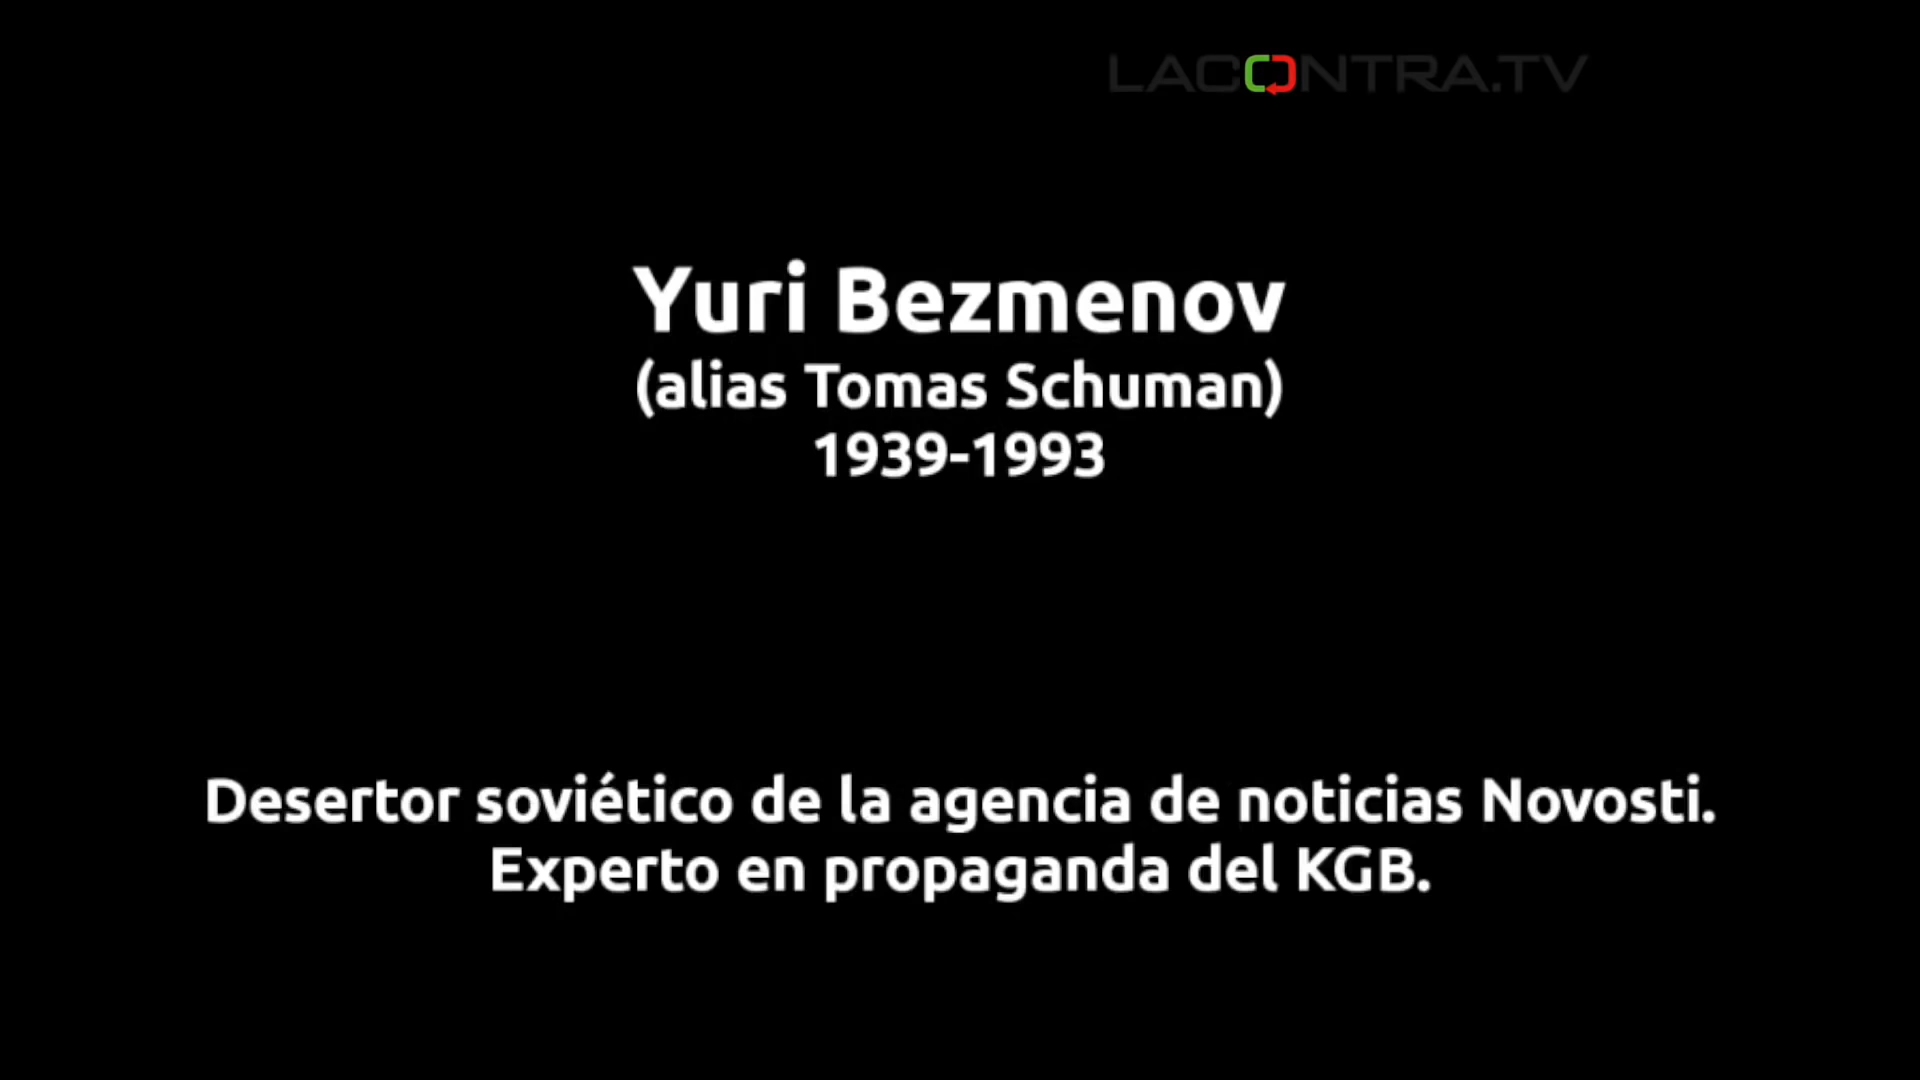 LACONTRA.TV
Yuri Bezmenov
(alias Tomas Schuman)
1939-1993
Desertor soviético de la agencia de noticias Novosti.
Experto en propaganda del KGB.